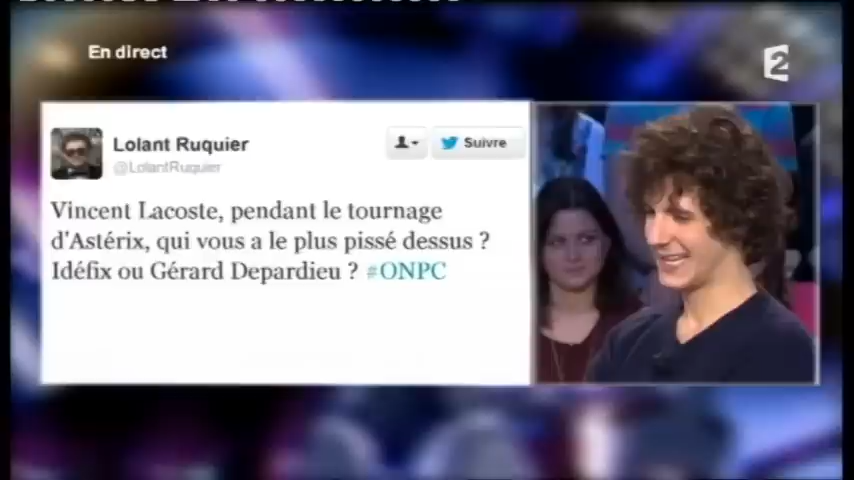 En direct
2
Lolant Ruquier
Suivre
@LolantRuquier
Vincent Lacoste, pendant le tournage
d'Astérix, qui vous a le plus pissé dessus ?
Idéfix ou Gérard Depardieu ? #ONPC